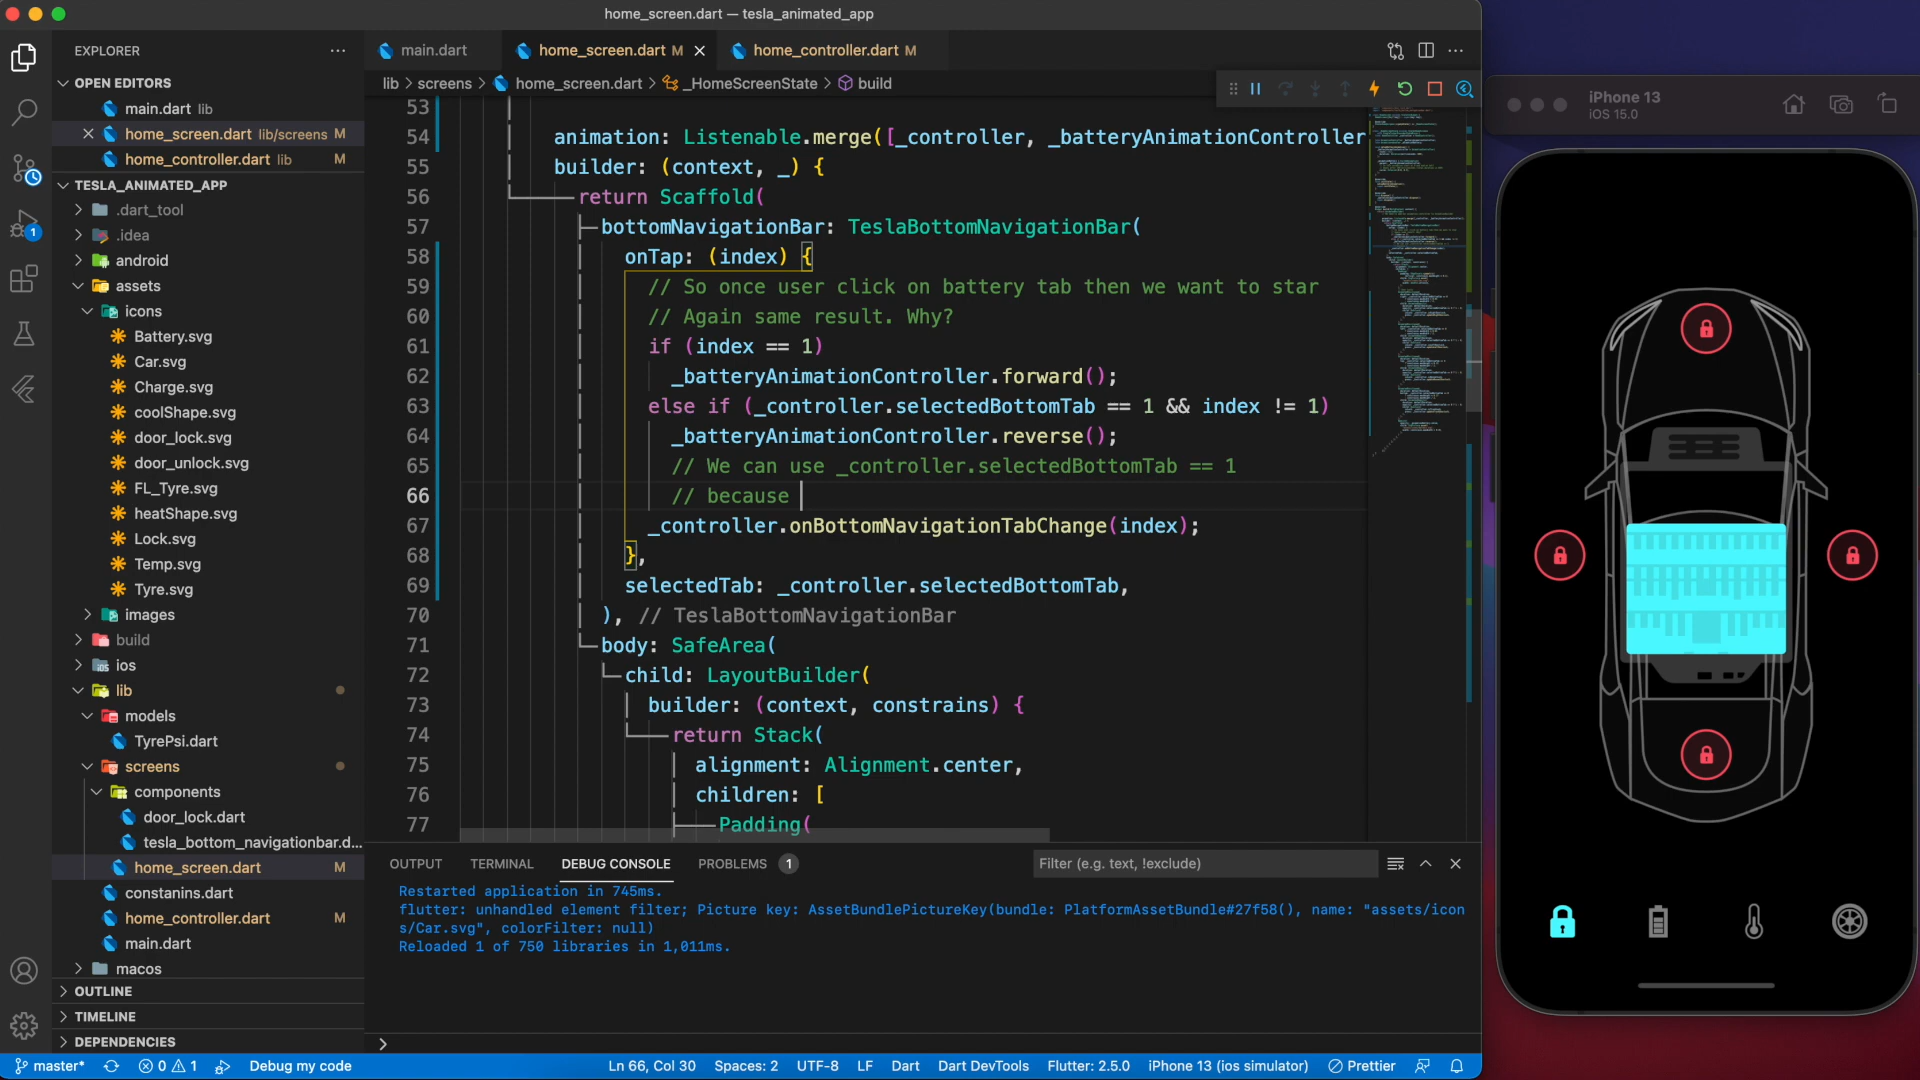 home_screen.dart — tesla_animated_app
EXPLORER
OPEN EDITORS
main.dart lib
home_screen.dart lib/screens M
home_controller.dart lib M
TESLA_ANIMATED_APP
.dart_tool
.idea
android
assets
icons
Battery.svg
Car.svg
Charge.svg
coolShape.svg
door_lock.svg
door_unlock.svg
FL_Tyre.svg
heatShape.svg
Lock.svg
Temp.svg
Tyre.svg
images
build
ios
lib
models
TyrePsi.dart
screens
components
door_lock.dart
tesla_bottom_navigationbar.d...
home_screen.dart M
constanins.dart
home_controller.dart M
main.dart
macos
OUTLINE
TIMELINE
DEPENDENCIES
main.dart
home_screen.dart M
home_controller.dart M
lib > screens > home_screen.dart > _HomeScreenState > build
53
54 animation: Listenable.merge([_controller, _batteryAnimationController
55 builder: (context, _) {
56 return Scaffold(
57 bottomNavigationBar: TeslaBottomNavigationBar(
58 onTap: (index) {
59 // So once user click on battery tab then we want to star
60 // Again same result. Why?
61 if (index == 1)
62 _batteryAnimationController.forward();
63 else if (_controller.selectedBottomTab == 1 && index != 1)
64 _batteryAnimationController.reverse();
65 // We can use _controller.selectedBottomTab == 1
66 // because
67 _controller.onBottomNavigationTabChange(index);
68 },
69 selectedTab: _controller.selectedBottomTab,
70 ), // TeslaBottomNavigationBar
71 body: SafeArea(
72 child: LayoutBuilder(
73 builder: (context, constrains) {
74 return Stack(
75 alignment: Alignment.center,
76 children: [
77 Padding(
OUTPUT TERMINAL DEBUG CONSOLE PROBLEMS 1
Filter (e.g. text, !exclude)
Restarted application in 745ms.
flutter: unhandled element filter; Picture key: AssetBundlePictureKey(bundle: PlatformAssetBundle#27f58(), name: "assets/icon
s/Car.svg", colorFilter: null)
Reloaded 1 of 750 libraries in 1,011ms.
master* 0 1 Debug my code
Ln 66, Col 30 Spaces: 2 UTF-8 LF Dart Dart DevTools Flutter: 2.5.0 iPhone 13 (ios simulator) Prettier
1
iPhone 13
iOS 15.0